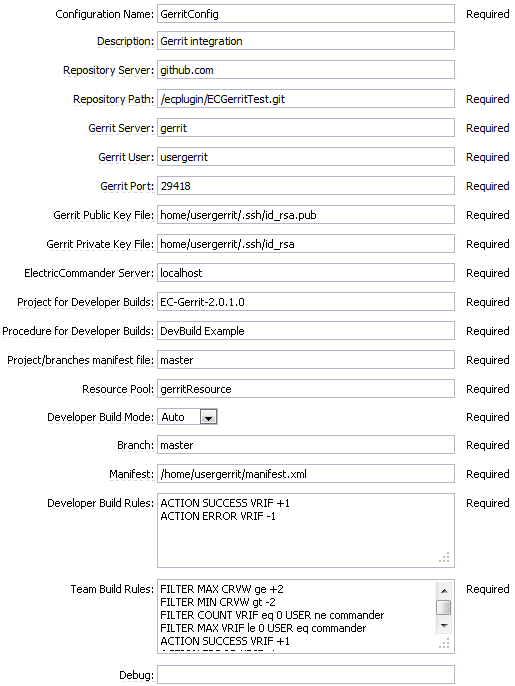 Configuration Name: GerritConfig Required
Description: Gerrit integration Required
Repository Server: github.com
Repository Path: /ecplugin/ECGerritTest.git Required
Gerrit Server: gerrit Required
Gerrit User: usergerrit Required
Gerrit Port: 29418 Required
Gerrit Public Key File: home/usergerrit/.ssh/id_rsa.pub Required
Gerrit Private Key File: home/usergerrit/.ssh/id_rsa Required
ElectricCommander Server: localhost Required
Project for Developer Builds: EC-Gerrit-2.0.1.0 Required
Procedure for Developer Builds: DevBuild Example Required
Project/branches manifest file: master Required
Resource Pool: gerritResource Required
Developer Build Mode: Auto Required
Branch: master Required
Manifest: /home/usergerrit/manifest.xml Required
Developer Build Rules: ACTION SUCCESS VRIF +1 Required
ACTION ERROR VRIF -1
Team Build Rules: FILTER MAX CRVW ge +2 Required
FILTER MIN CRVW gt -2
FILTER COUNT VRIF eq 0 USER ne commander
FILTER MAX VRIF le 0 USER eq commander
ACTION SUCCESS VRIF +1
Debug: